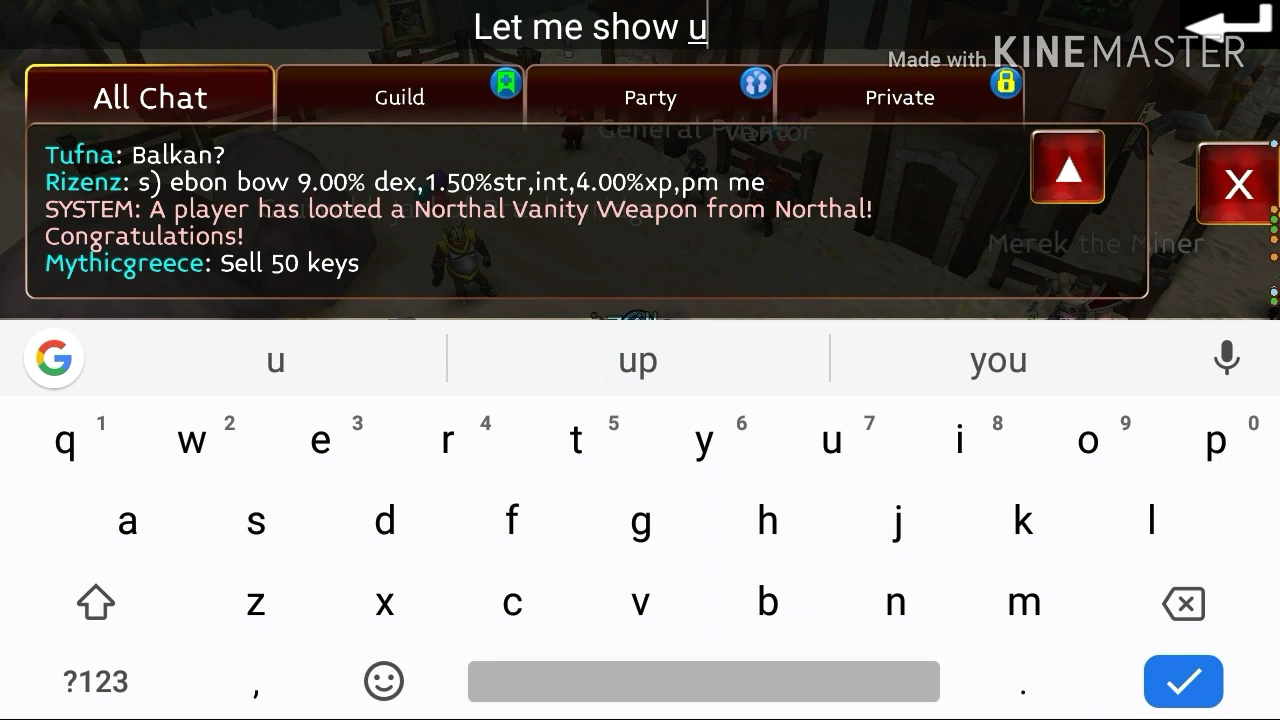 Let me show u
Made with KINEMASTER
All Chat
Guild
Party
Private
General P
Tufna: Balkan?
Rizenz: s) ebon bow 9.00% dex,1.50%str,int,4.00%xp,pm me
SYSTEM: A player has looted a Northal Vanity Weapon from Northal!
Congratulations!
Mythicgreece: Sell 50 keys
Merek the Miner
X
G
u
up
you
q 1 w 2 e 3 r 4 t 5 y 6 u 7 i 8 o 9 p 0
a s d f g h j k l
z x c v b n m
?123 , .